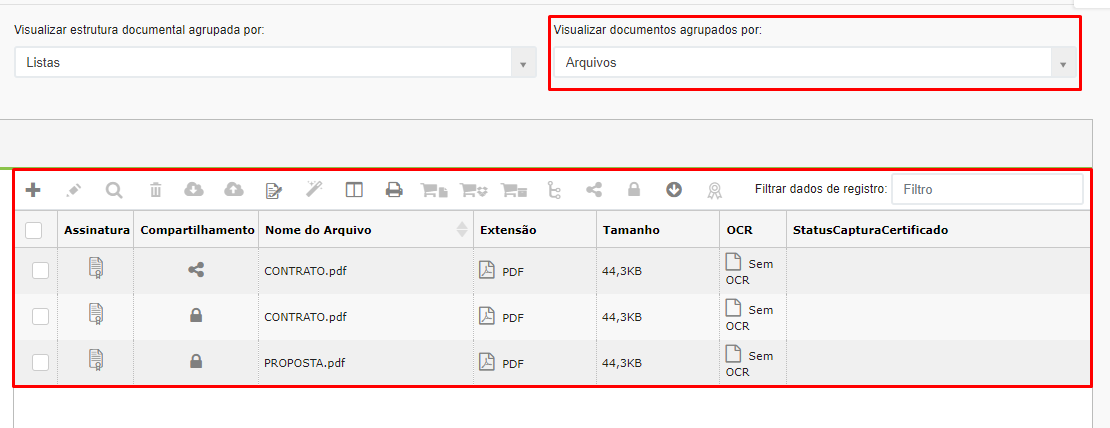 Visualizar estrutura documental agrupada por:
Visualizar documentos agrupados por:
Listas
Arquivos
Filtrar dados de registro:
Filtro
Assinatura
Compartilhamento
Nome do Arquivo
Extensão
Tamanho
OCR
StatusCapturaCertificado
CONTRATO.pdf
PDF
44,3KB
Sem
OCR
CONTRATO.pdf
PDF
44,3KB
Sem
OCR
PROPOSTA.pdf
PDF
44,3KB
Sem
OCR